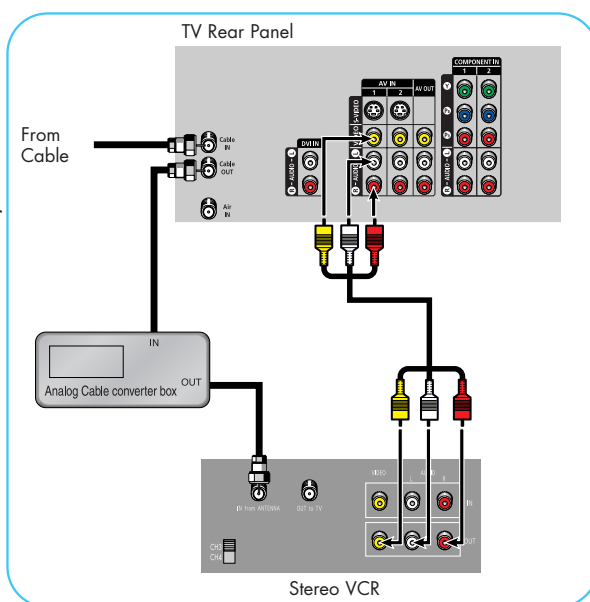 TV Rear Panel
COMPONENT IN
1 2
AV IN
1 2
AV OUT
S-VIDEO
Y
PB
PR
From
Cable
Cable
IN
Cable
OUT
Air
IN
DVI IN
R – AUDIO – L
R – AUDIO – L
R – AUDIO – L
IN
OUT
Analog Cable converter box
VIDEO
AUDIO
L
R
IN
IN from ANTENNA
OUT to TV
OUT
CH3
CH4
Stereo VCR